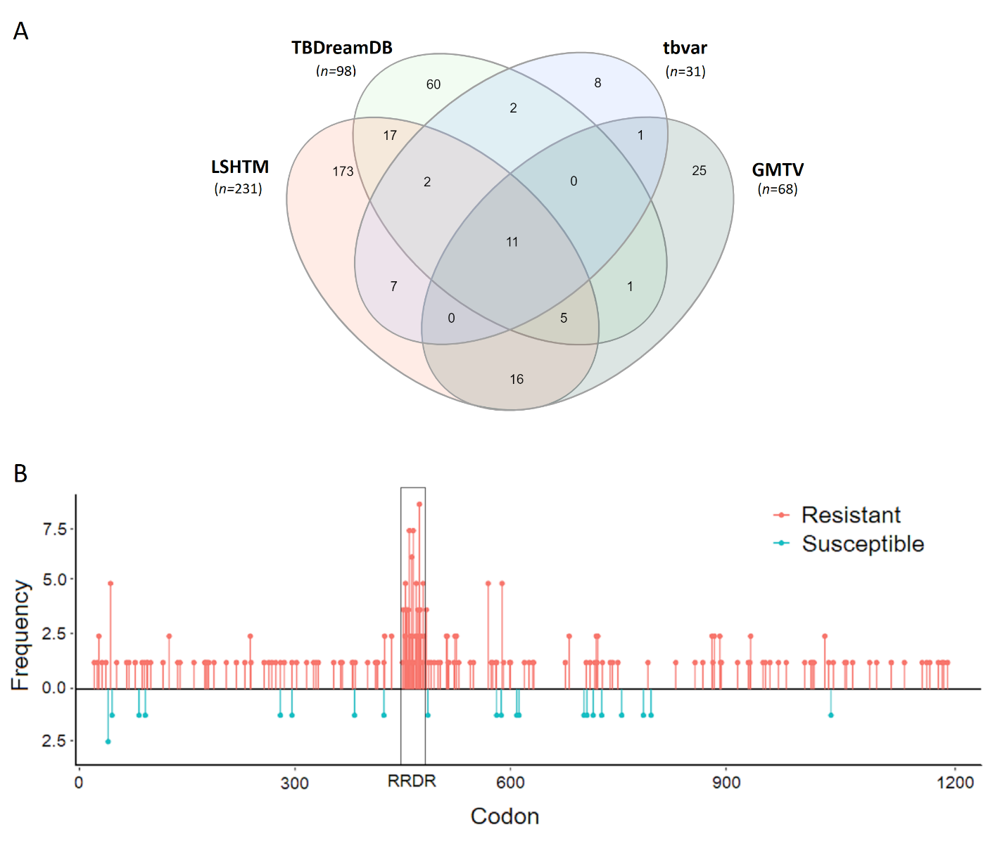 A
TBDreamDB
(n=98)
tbvar
(n=31)
LSHTM
(n=231)
GMTV
(n=68)
60
2
8
17
1
173
2
0
25
11
7
1
0
5
16
B
Resistant
Susceptible
Frequency
7.5
5.0
2.5
0.0
2.5
0
300
RRDR
600
900
1200
Codon